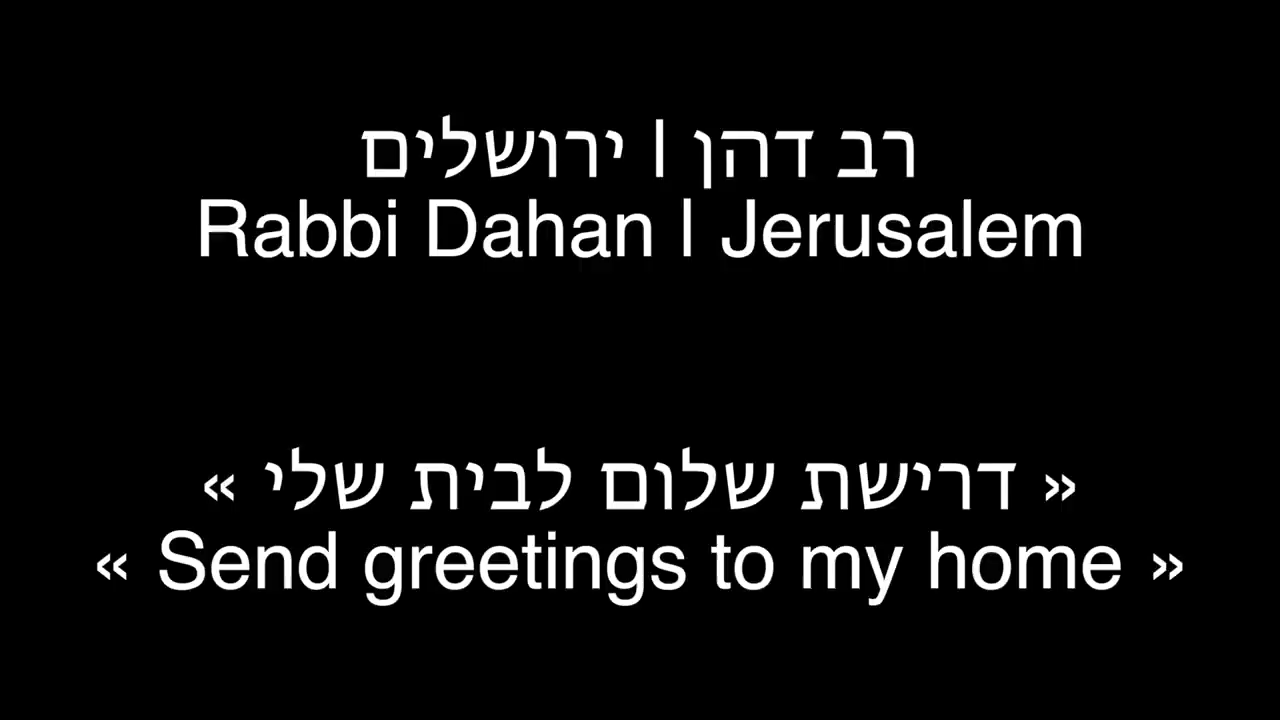 רב דהן | ירושלים
Rabbi Dahan | Jerusalem
« דרישת שלום לבית שלי »
« Send greetings to my home »